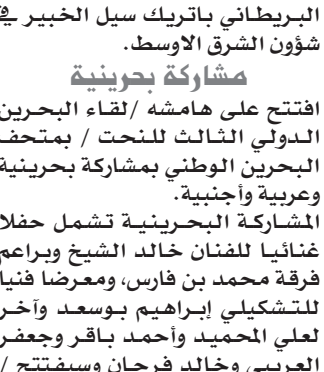 البريطاني باتريك سيل الخبير في
شؤون الشرق الاوسط.
مشاركة بحرينية
افتتح على هامشه /لقاء البحرين
الدولي الثالث للنحت / بمتحف
البحرين الوطني بمشاركة بحرينية
وعربية وأجنبية.
المشاركة البحرينية تشمل حفلا
غنائيا للفنان خالد الشيخ وبراعم
فرقة محمد بن فارس، ومعرضا فنيا
للتشكيلي إبراهيم بوسعد وآخر
لعلي المحميد وأحمد باقر وجعفر
العريبي وخالد فرحان وسيفتتح /